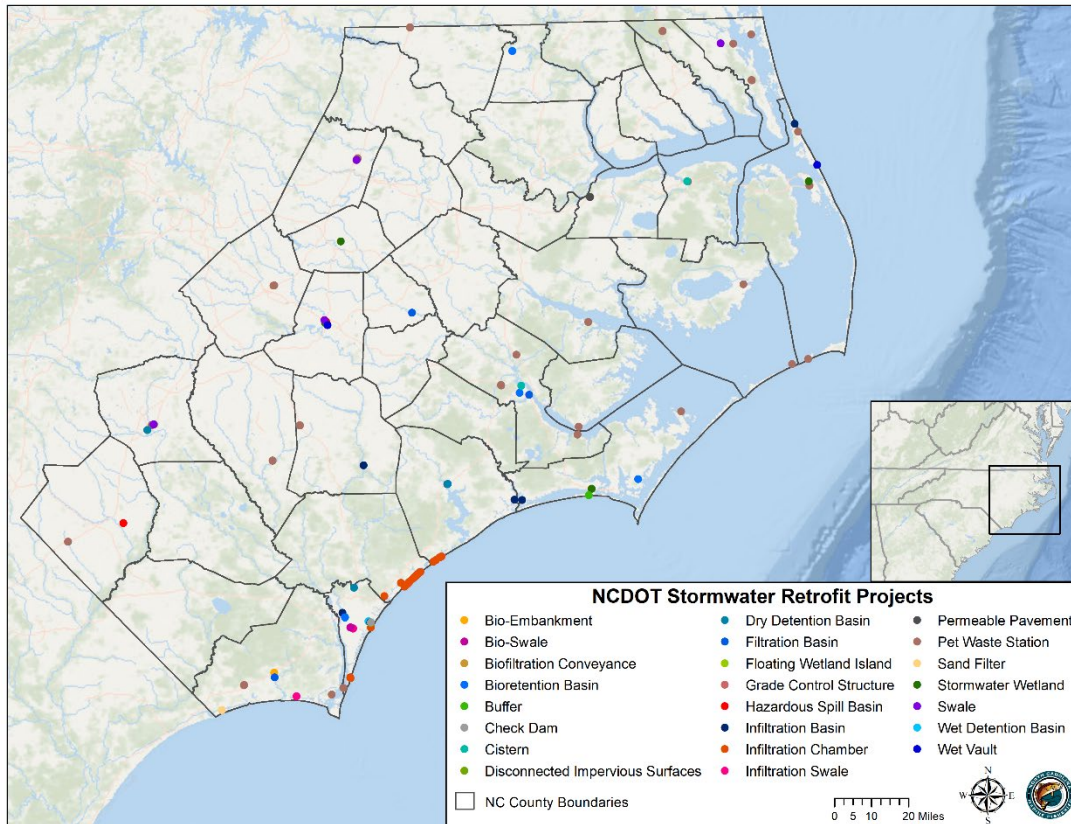 NCDOT Stormwater Retrofit Projects
Bio-Embankment
Bio-Swale
Biofiltration Conveyance
Bioretention Basin
Buffer
Check Dam
Cistern
Disconnected Impervious Surfaces
NC County Boundaries
Dry Detention Basin
Filtration Basin
Floating Wetland Island
Grade Control Structure
Hazardous Spill Basin
Infiltration Basin
Infiltration Chamber
Infiltration Swale
Permeable Pavement
Pet Waste Station
Sand Filter
Stormwater Wetland
Swale
Wet Detention Basin
Wet Vault
0 5 10 20 Miles
N
W E
S